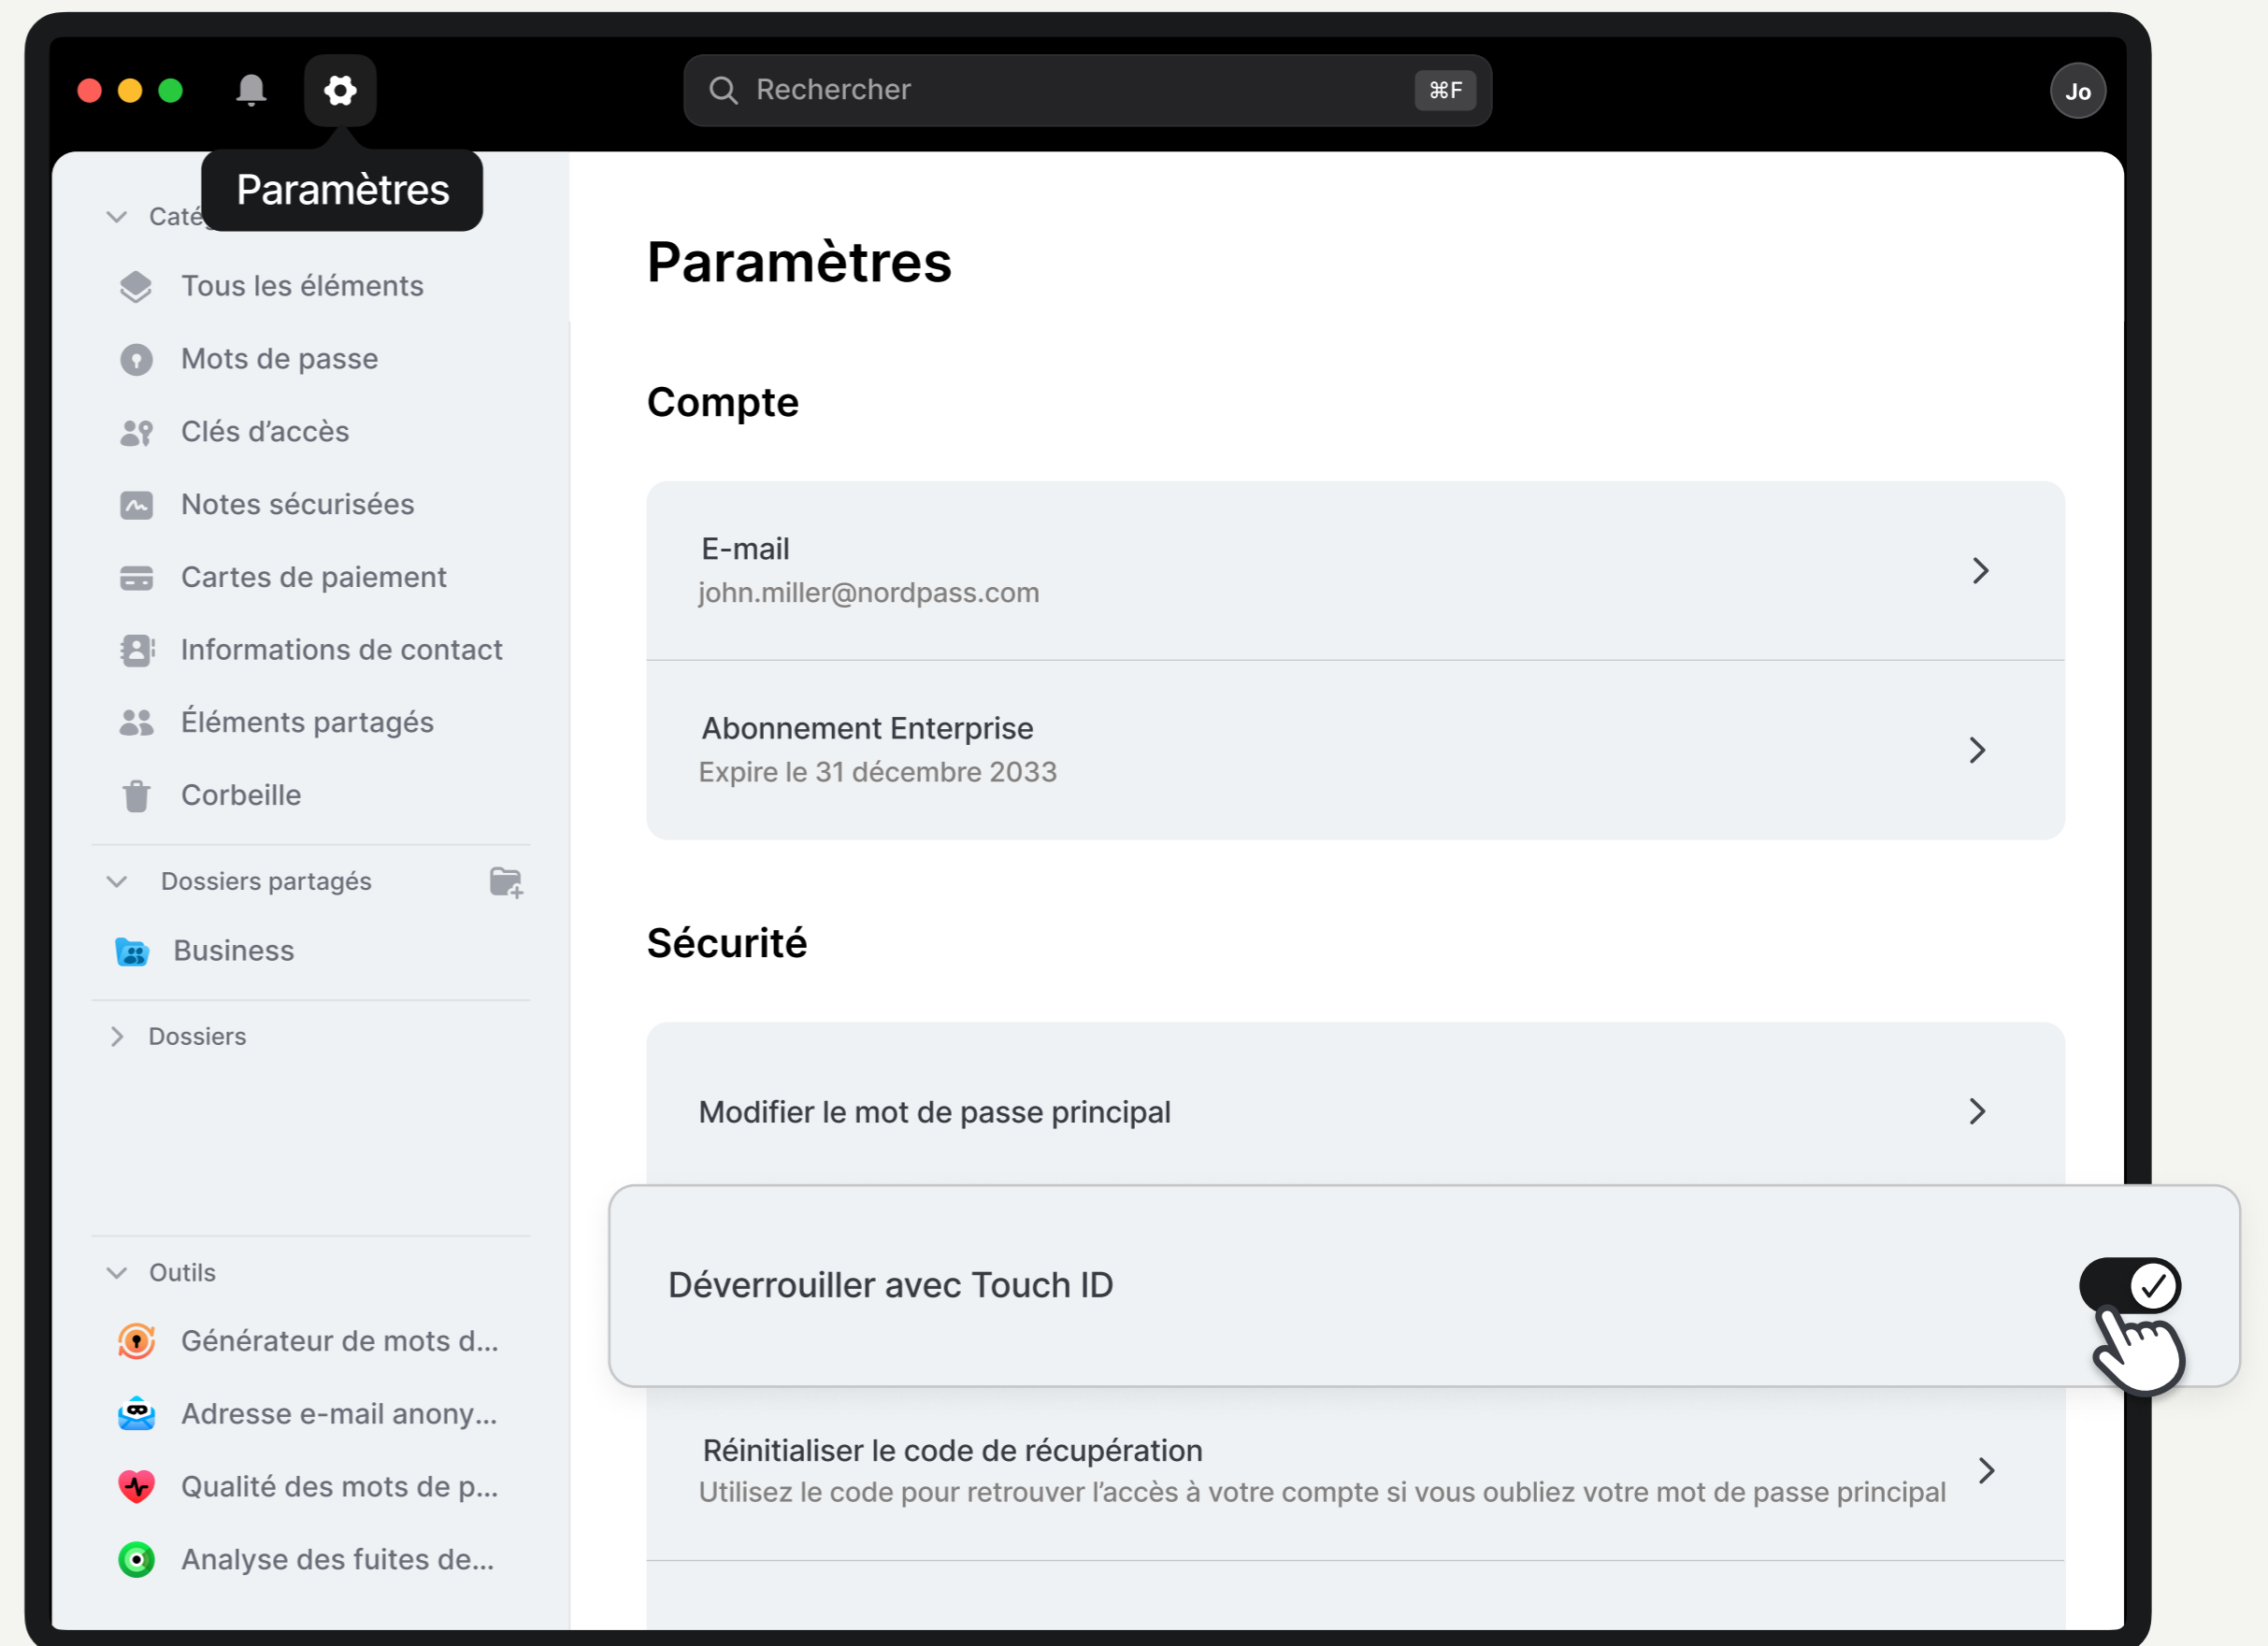 Rechercher
⌘F
Jo
Paramètres
Tous les éléments
Mots de passe
Clés d’accès
Notes sécurisées
Cartes de paiement
Informations de contact
Éléments partagés
Corbeille
Dossiers partagés
Business
Dossiers
Outils
Générateur de mots d...
Adresse e-mail anony...
Qualité des mots de p...
Analyse des fuites de...
Paramètres
Compte
E-mail
john.miller@nordpass.com
Abonnement Enterprise
Expire le 31 décembre 2033
Sécurité
Modifier le mot de passe principal
Déverrouiller avec Touch ID
Réinitialiser le code de récupération
Utilisez le code pour retrouver l’accès à votre compte si vous oubliez votre mot de passe principal